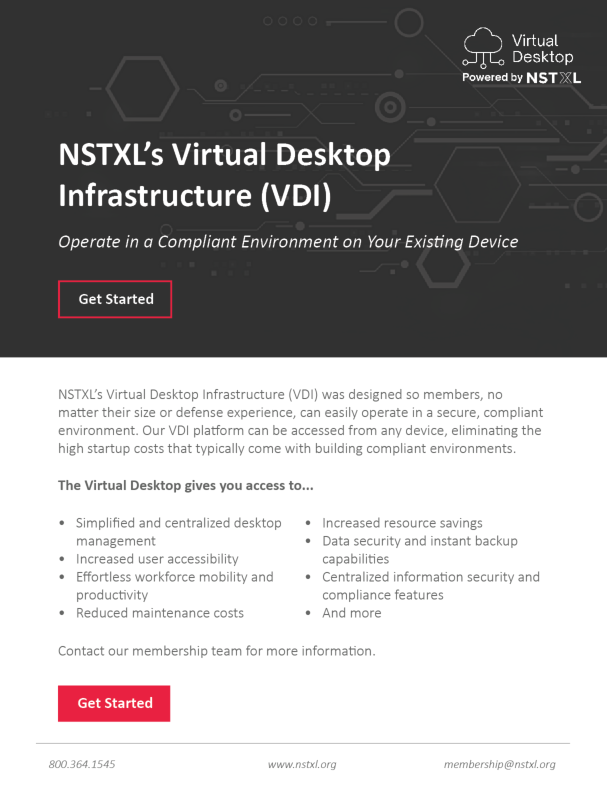 Virtual
Desktop
Powered by NSTXL
NSTXL's Virtual Desktop
Infrastructure (VDI)
Operate in a Compliant Environment on Your Existing Device
Get Started
NSTXL's Virtual Desktop Infrastructure (VDI) was designed so members, no
matter their size or defense experience, can easily operate in a secure, compliant
environment. Our VDI platform can be accessed from any device, eliminating the
high startup costs that typically come with building compliant environments.
The Virtual Desktop gives you access to...
• Simplified and centralized desktop
management
• Increased user accessibility
• Effortless workforce mobility and
productivity
• Reduced maintenance costs
• Increased resource savings
• Data security and instant backup
capabilities
• Centralized information security and
compliance features
• And more
Contact our membership team for more information.
Get Started
800.364.1545
www.nstxl.org
membership@nstxl.org